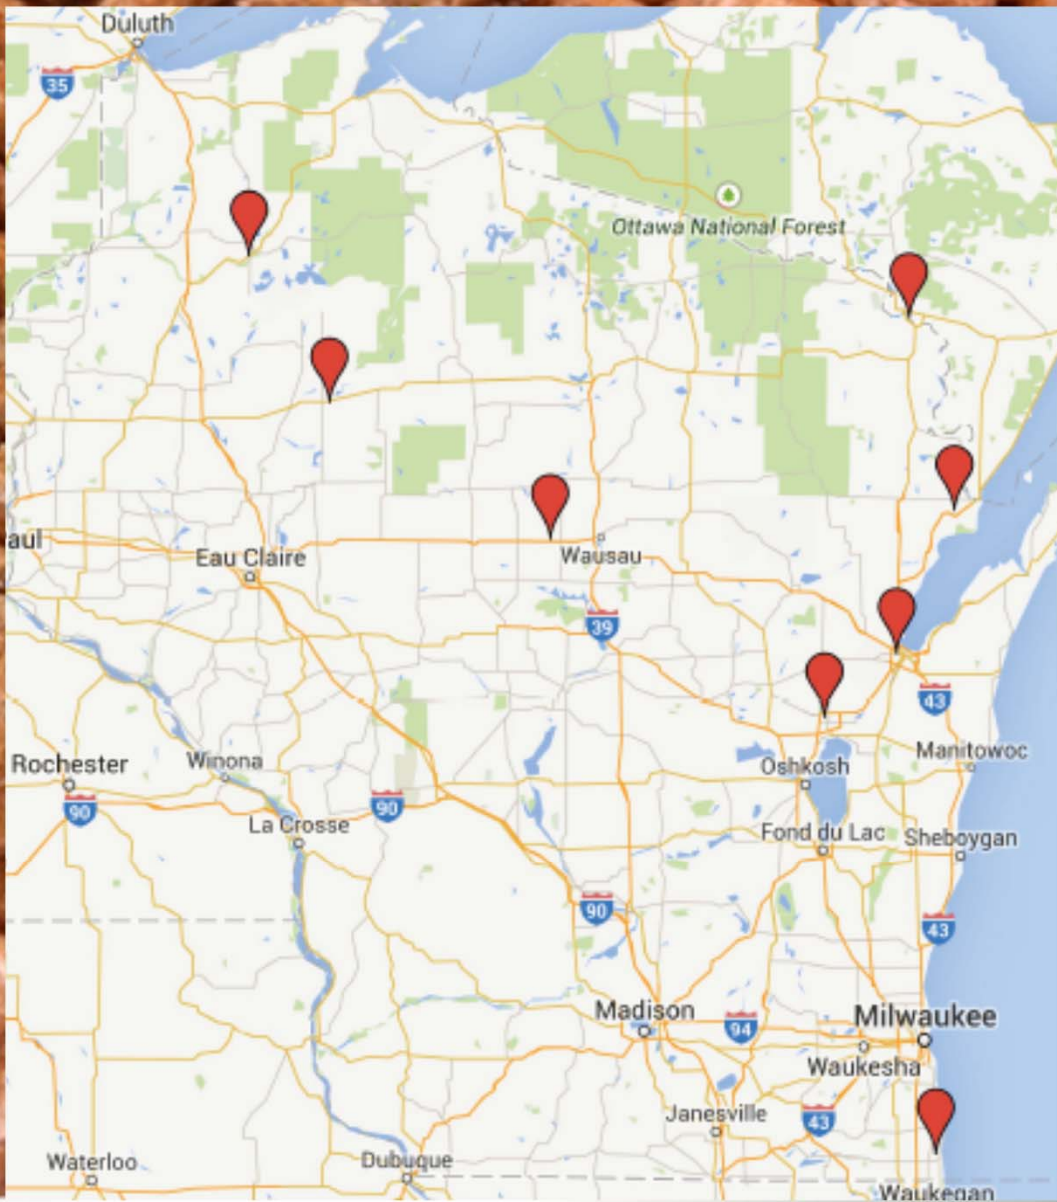 Duluth
35
Ottawa National Forest
aul
Eau Claire
Wausau
39
43
Rochester
Winona
Oshkosh
Manitowoc
90
90
La Crosse
Fond du Lac
Sheboygan
90
43
Madison
94
Milwaukee
Waukesha
Janesville
43
Waterloo
Dubuque
Waukegan